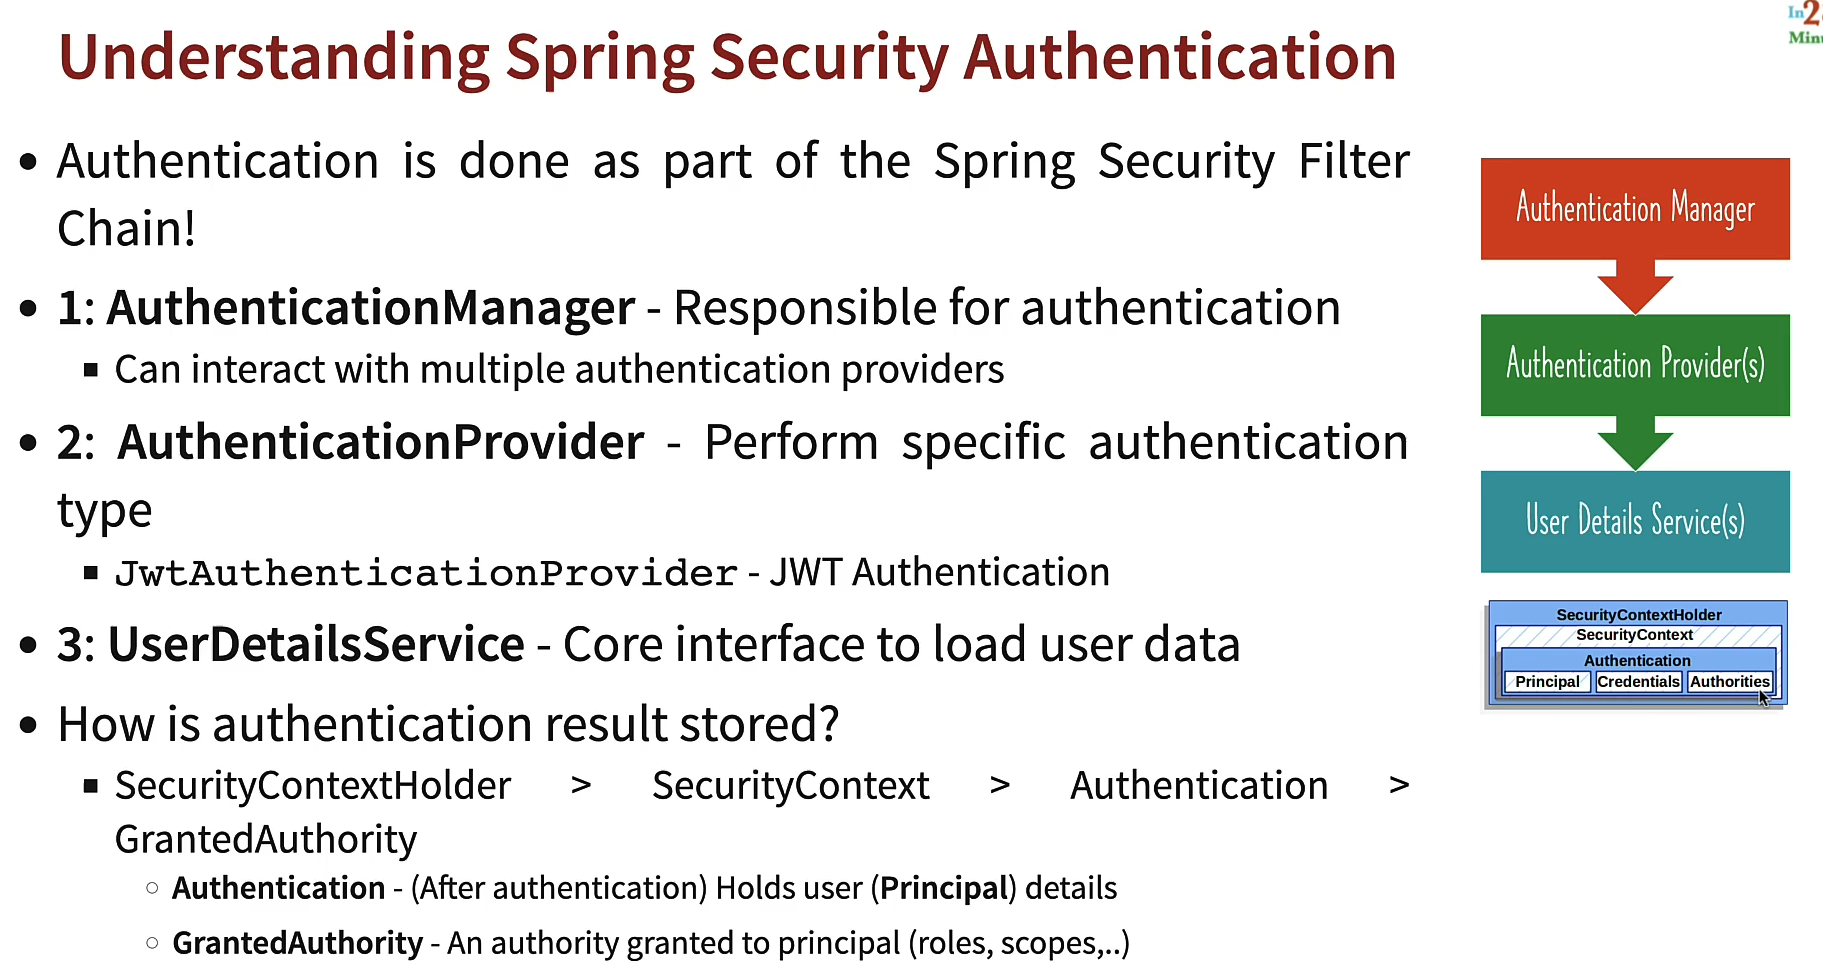 In2
Minu
Understanding Spring Security Authentication
• Authentication is done as part of the Spring Security Filter
Chain!
• 1: AuthenticationManager - Responsible for authentication
▪ Can interact with multiple authentication providers
• 2: AuthenticationProvider - Perform specific authentication
type
▪ JwtAuthenticationProvider - JWT Authentication
• 3: UserDetailsService - Core interface to load user data
• How is authentication result stored?
▪ SecurityContextHolder > SecurityContext > Authentication >
GrantedAuthority
○ Authentication - (After authentication) Holds user (Principal) details
○ GrantedAuthority - An authority granted to principal (roles, scopes,..)
Authentication Manager
Authentication Provider(s)
User Details Service(s)
SecurityContextHolder
SecurityContext
Authentication
Principal Credentials Authorities